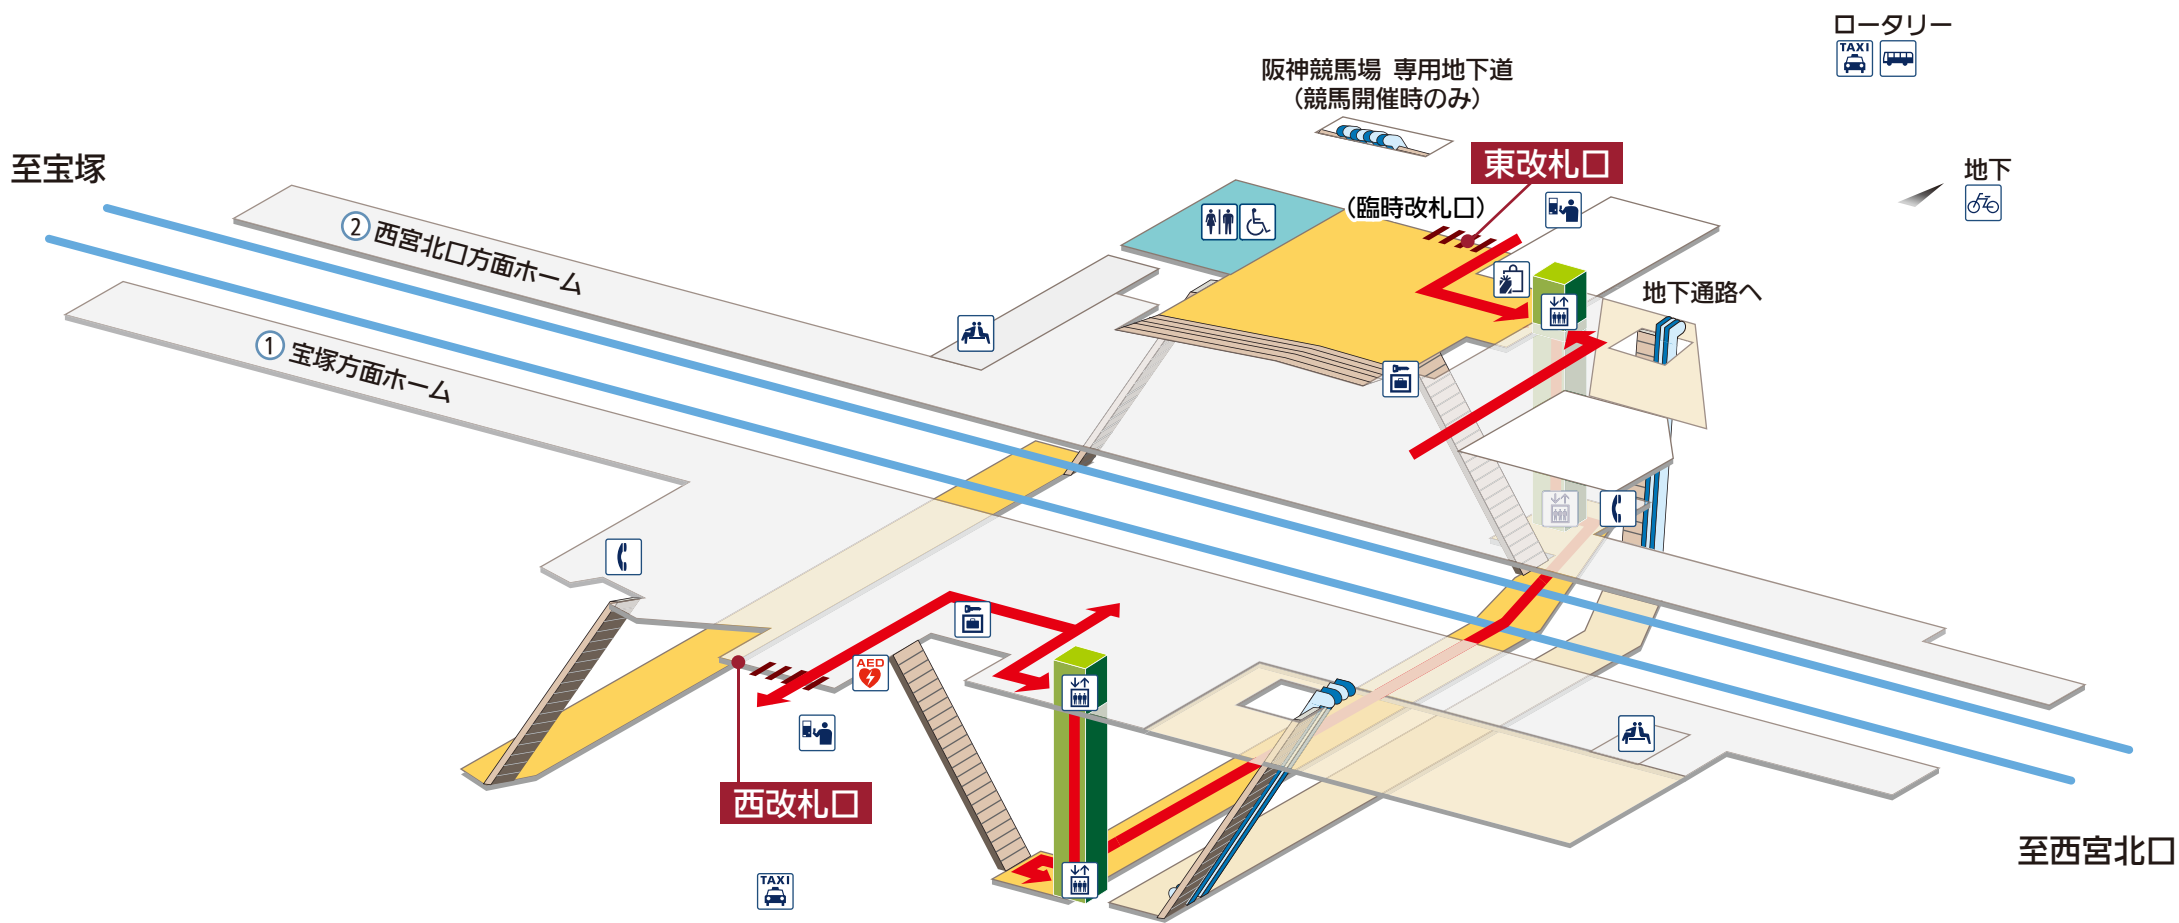 ロータリー
TAXI
阪神競馬場 専用地下道
（競馬開催時のみ）
至宝塚
東改札口
地下
（臨時改札口）
② 西宮北口方面ホーム
地下通路へ
① 宝塚方面ホーム
AED
西改札口
至西宮北口
TAXI